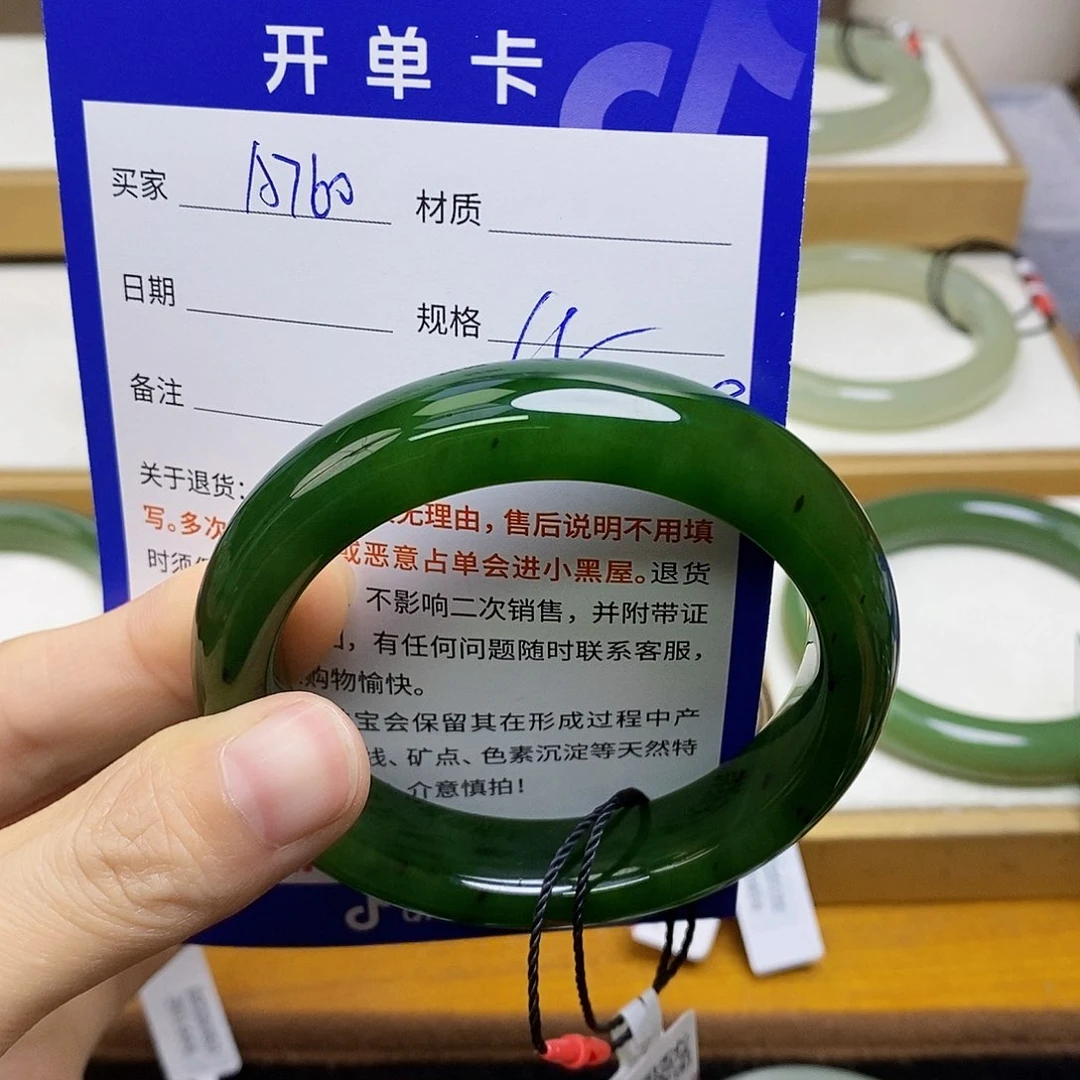 开单卡
买家 材质
日期 规格
备注
关于退货:
无理由,售后说明不用填
写。多次
或恶意占单会进小黑屋。退货
时须
不影响二次销售,并附带证
,有任何问题随时联系客服,
购物愉快。
宝会保留其在形成过程中产
线、矿点、色素沉淀等天然特
介意慎拍!